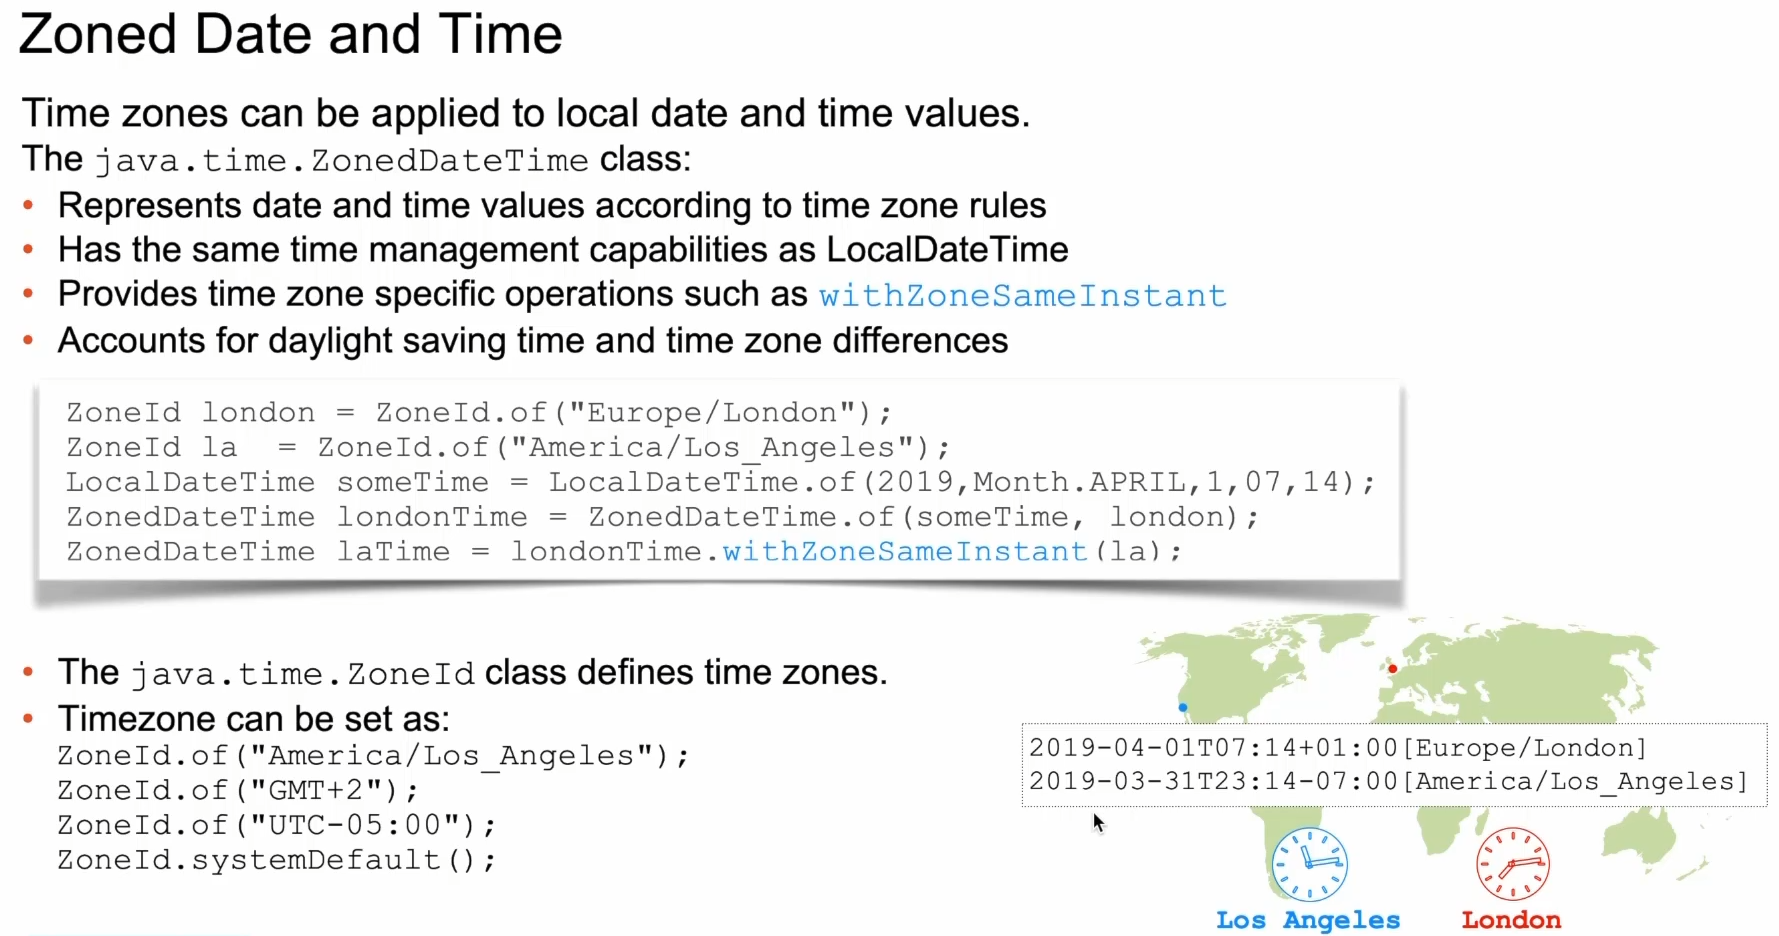 Zoned Date and Time
Time zones can be applied to local date and time values.
The java.time.ZonedDateTime class:
• Represents date and time values according to time zone rules
• Has the same time management capabilities as LocalDateTime
• Provides time zone specific operations such as withZoneSameInstant
• Accounts for daylight saving time and time zone differences
ZoneId london = ZoneId.of("Europe/London");
ZoneId la  = ZoneId.of("America/Los_Angeles");
LocalDateTime someTime = LocalDateTime.of(2019,Month.APRIL,1,07,14);
ZonedDateTime londonTime = ZonedDateTime.of(someTime, london);
ZonedDateTime laTime = londonTime.withZoneSameInstant(la);
• The java.time.ZoneId class defines time zones.
• Timezone can be set as:
ZoneId.of("America/Los_Angeles");
ZoneId.of("GMT+2");
ZoneId.of("UTC-05:00");
ZoneId.systemDefault();
2019-04-01T07:14+01:00[Europe/London]
2019-03-31T23:14-07:00[America/Los_Angeles]
Los Angeles
London